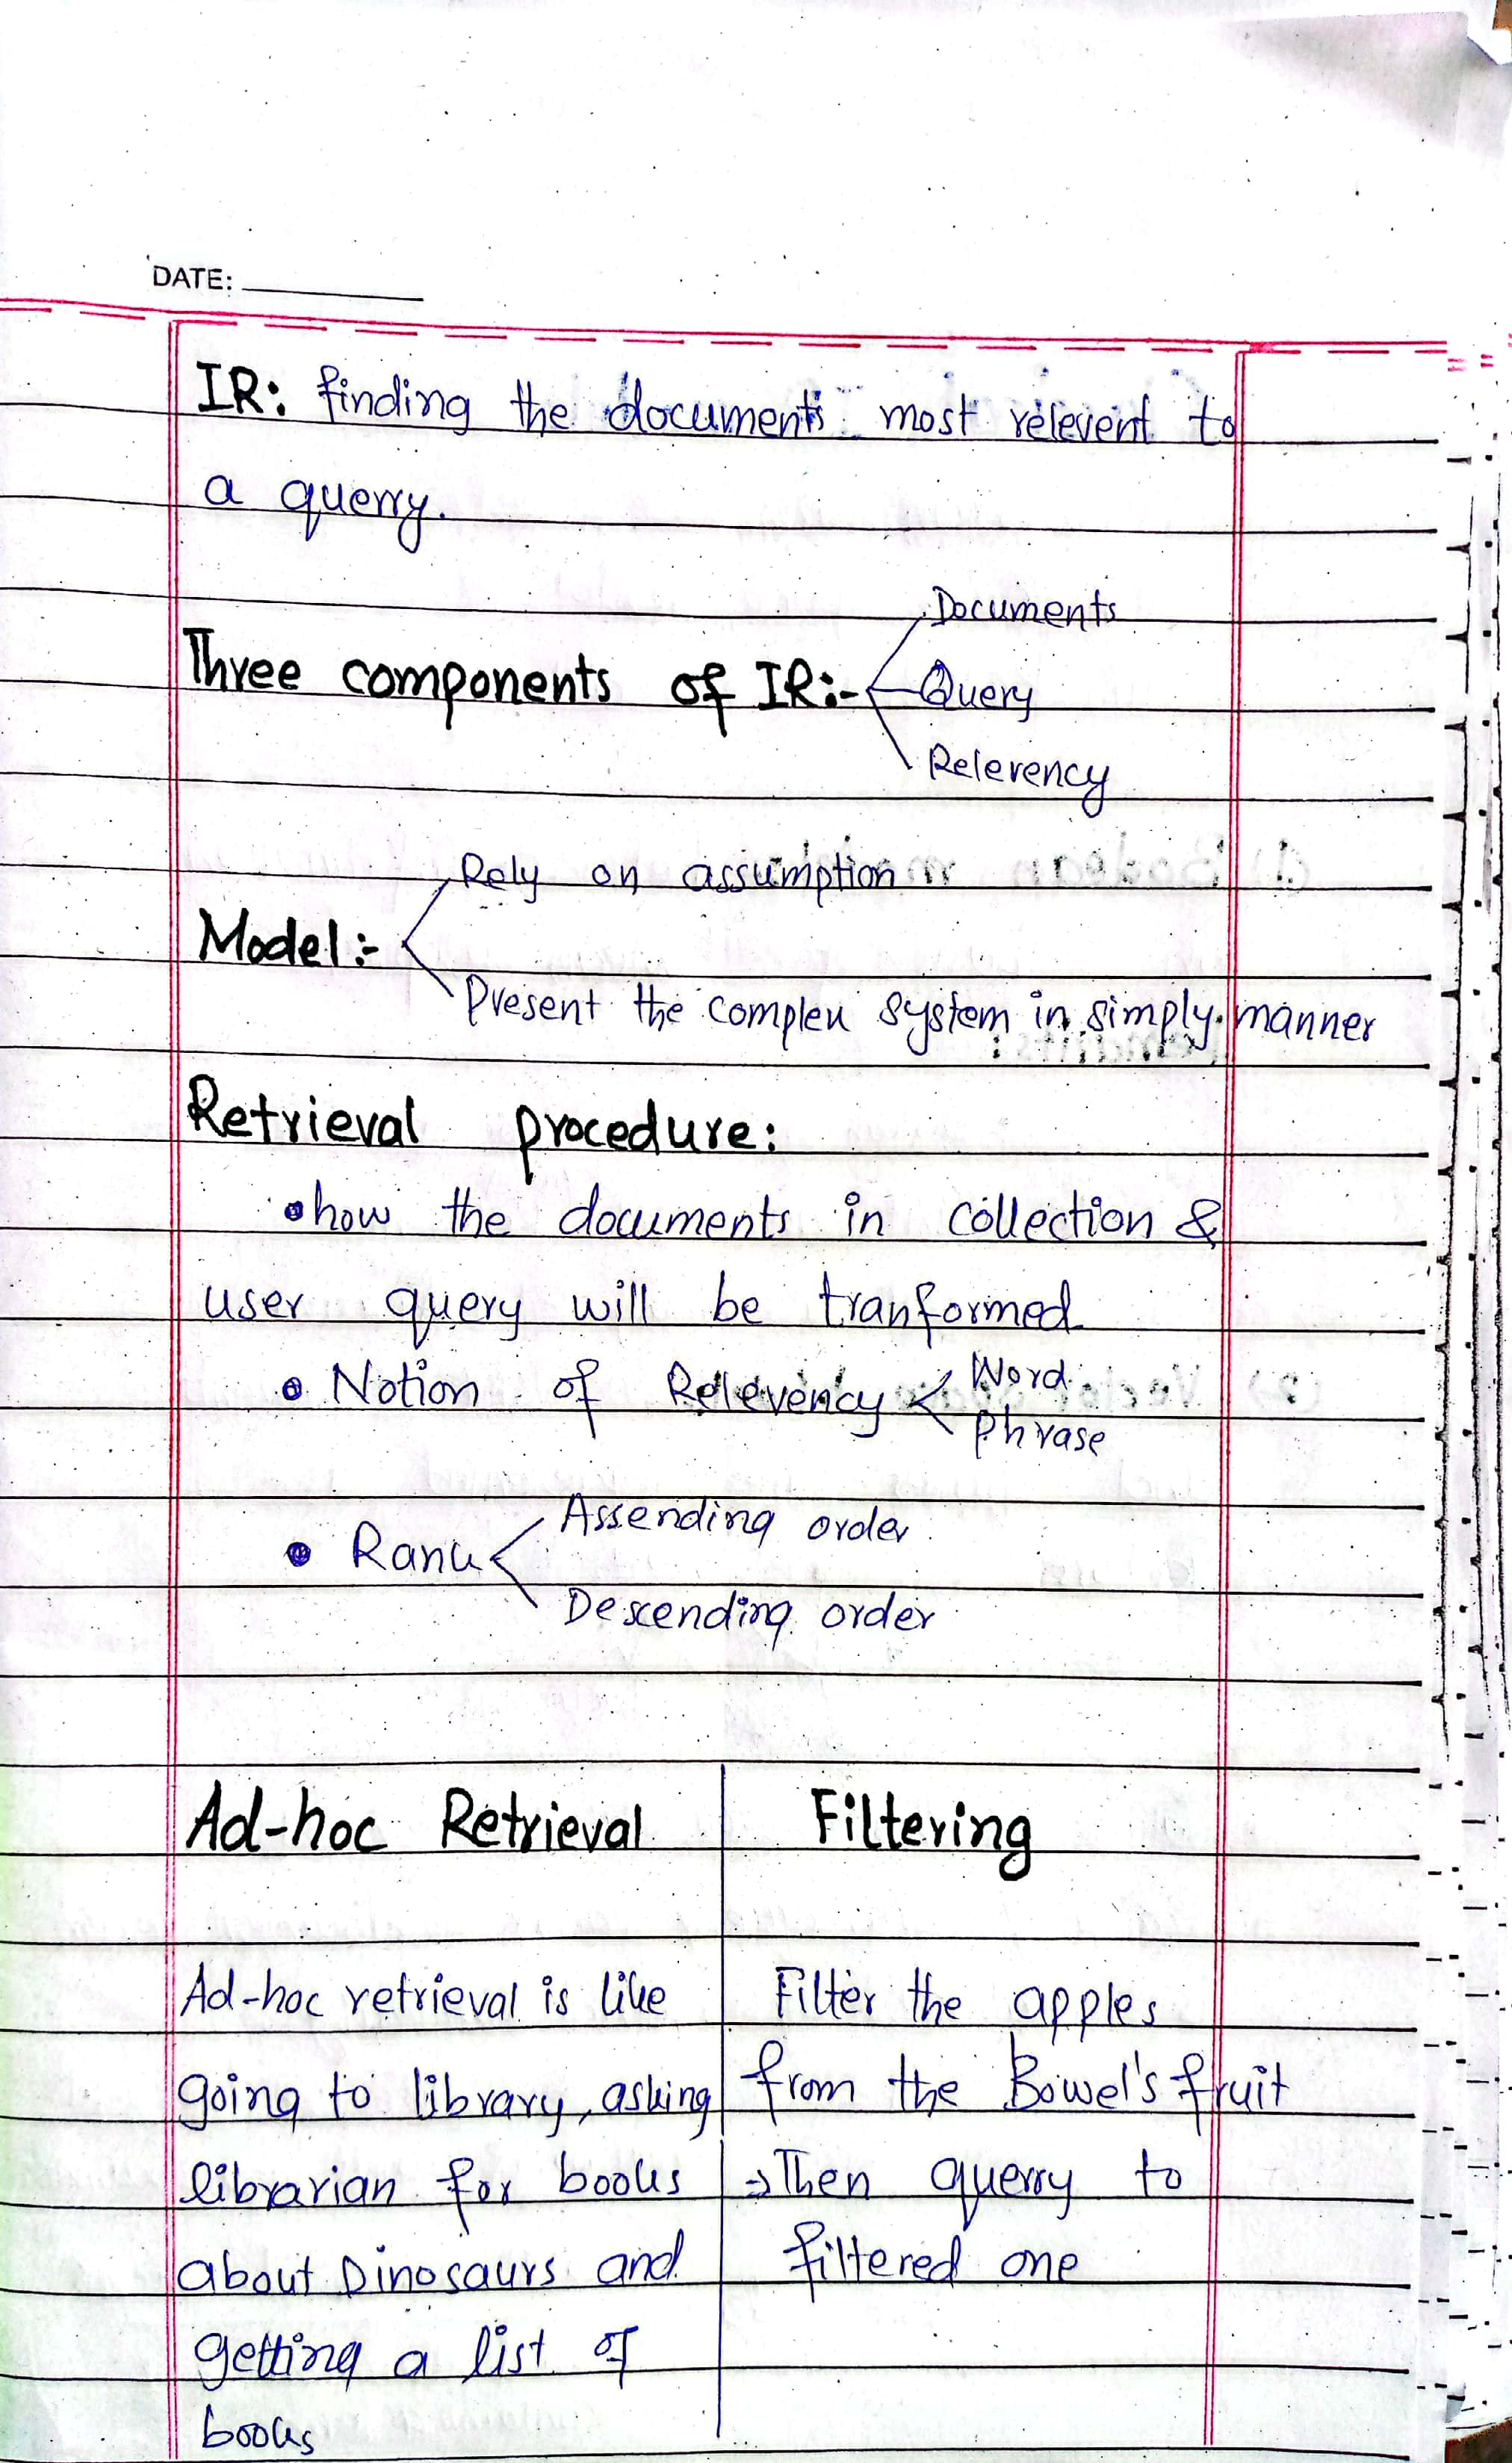 DATE:
IR: finding the documents most relevent to
a querry.
Documents
Three components of IR:- Query
Relevency
Rely on assumption
Model:-
Present the complex system in simply manner
Retrieval procedure:
• how the documents in collection &
user query will be tranformed
• Notion of Relevency < Word
Phrase
Assending order
• Rank <
Descending order
Ad-hoc Retrieval
Filtering
Ad-hoc retrieval is like
going to library, asking
librarian for books
about Dinosaurs and
getting a list of
books
Filter the apples
from the Bowel's fruit
⇒ Then querry to
filtered one